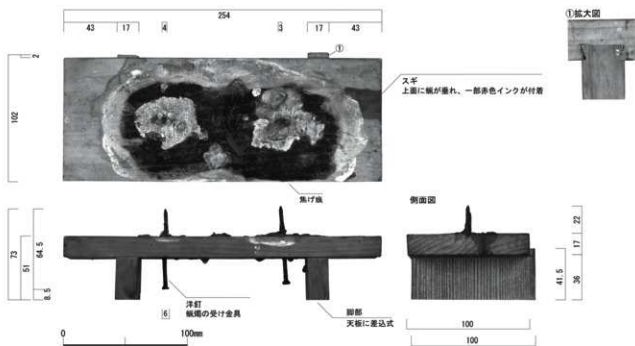 254
43
17
4
3
17
43
①
2
102
スギ
上面に蝋が垂れ、一部赤色インクが付着
焦げ痕
①拡大図
側面図
73
51
64.5
8.5
22
17
41.5
36
洋釘
蝋燭の受け金具
6
脚部
天板に差込式
100
100
0
100mm